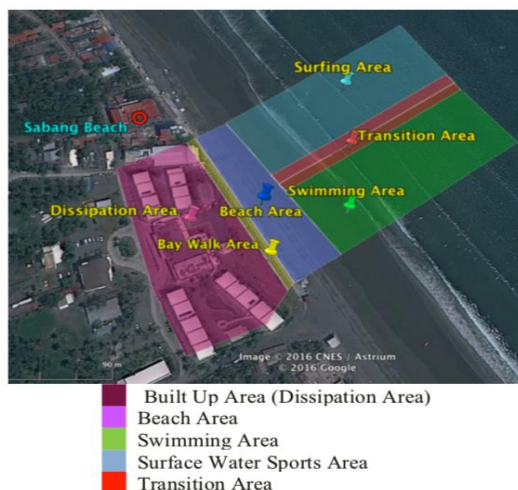 Surfing Area
Sabang Beach
Transition Area
Swimming Area
Dissipation Area
Beach Area
Bay Walk Area
90 m
Image © 2016 CNES / Astrium
© 2016 Google
Built Up Area (Dissipation Area)
Beach Area
Swimming Area
Surface Water Sports Area
Transition Area